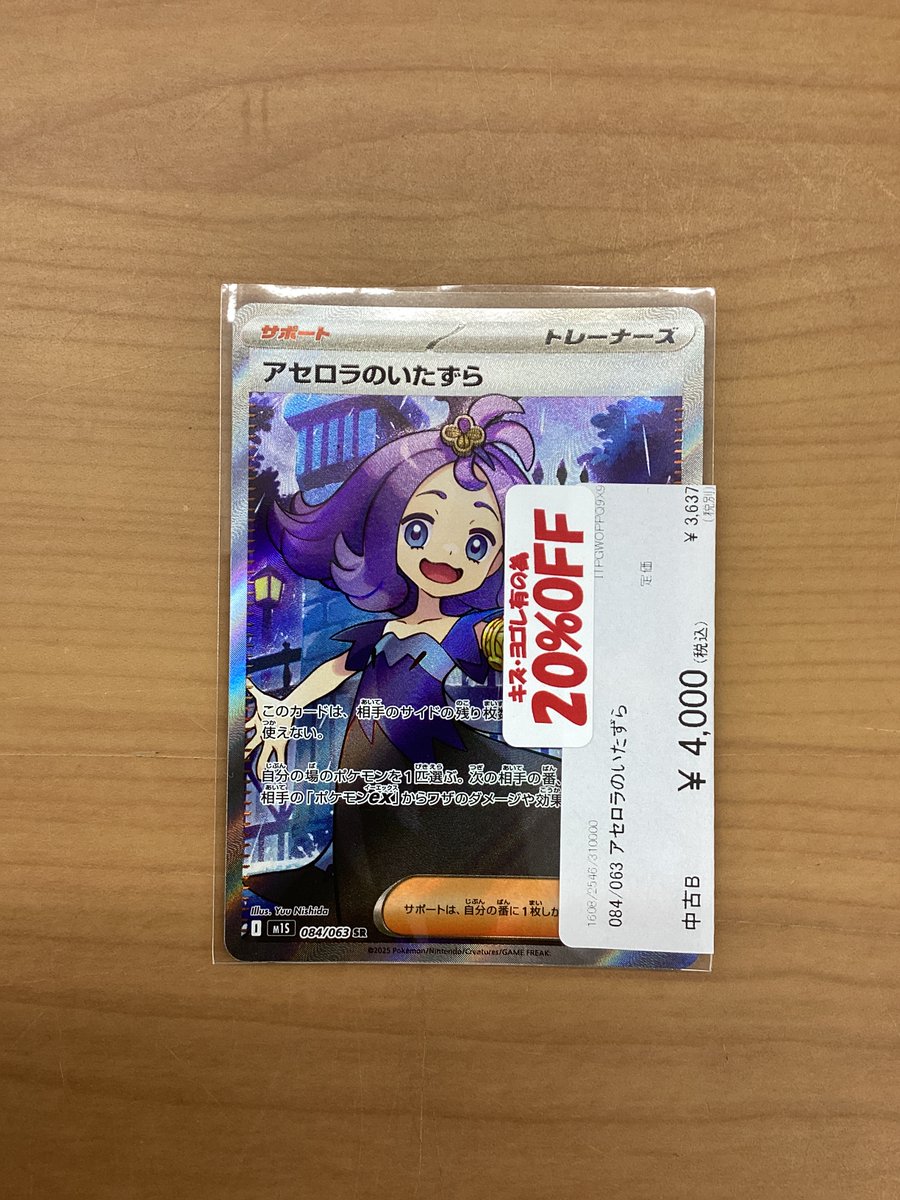 サポート
トレーナーズ
アセロラのいたずら
このカードは、相手のサイドの残り枚
使えない。
自分の場のポケモンを1匹選ぶ。次の相手の番、
相手の「ポケモンex」からワザのダメージや効果
サポートは、自分の番に1枚しか
Illus. Yuu Nishida
I M1S 084/063 SR
©2025 Pokémon/Nintendo/Creatures/GAME FREAK
キズ・ヨゴレ有の為
20%OFF
定価
¥ 3,637
(税別)
1608/2546/310000
084/063 アセロラのいたずら
中古B
¥ 4,000(税込)